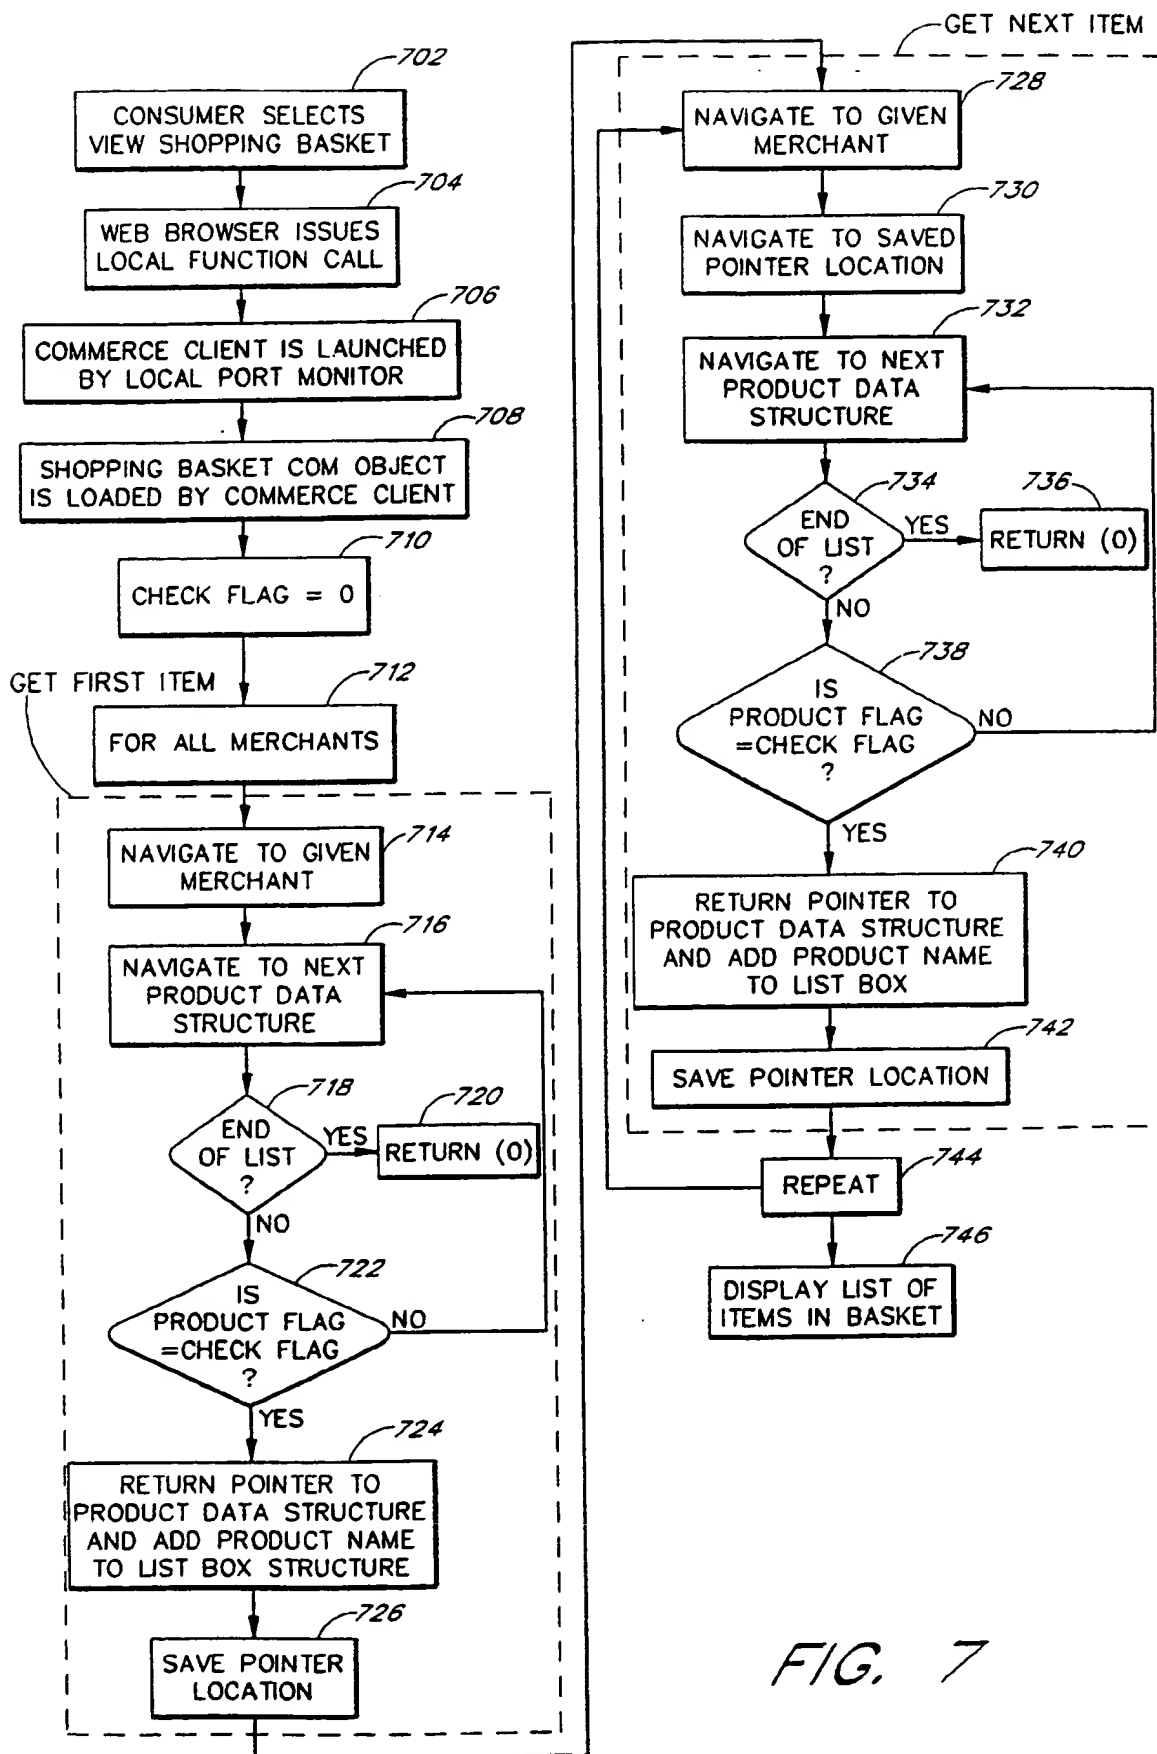 702
CONSUMER SELECTS
VIEW SHOPPING BASKET
704
WEB BROWSER ISSUES
LOCAL FUNCTION CALL
706
COMMERCE CLIENT IS LAUNCHED
BY LOCAL PORT MONITOR
708
SHOPPING BASKET COM OBJECT
IS LOADED BY COMMERCE CLIENT
710
CHECK FLAG = 0
GET FIRST ITEM
712
FOR ALL MERCHANTS
714
NAVIGATE TO GIVEN
MERCHANT
716
NAVIGATE TO NEXT
PRODUCT DATA
STRUCTURE
718
END
OF LIST
?
YES
720
RETURN (0)
NO
722
IS
PRODUCT FLAG
=CHECK FLAG
?
NO
YES
724
RETURN POINTER TO
PRODUCT DATA STRUCTURE
AND ADD PRODUCT NAME
TO LIST BOX STRUCTURE
726
SAVE POINTER
LOCATION
GET NEXT ITEM
728
NAVIGATE TO GIVEN
MERCHANT
730
NAVIGATE TO SAVED
POINTER LOCATION
732
NAVIGATE TO NEXT
PRODUCT DATA
STRUCTURE
734
END
OF LIST
?
YES
736
RETURN (0)
NO
738
IS
PRODUCT FLAG
=CHECK FLAG
?
NO
YES
740
RETURN POINTER TO
PRODUCT DATA STRUCTURE
AND ADD PRODUCT NAME
TO LIST BOX
742
SAVE POINTER LOCATION
744
REPEAT
746
DISPLAY LIST OF
ITEMS IN BASKET
FIG. 7